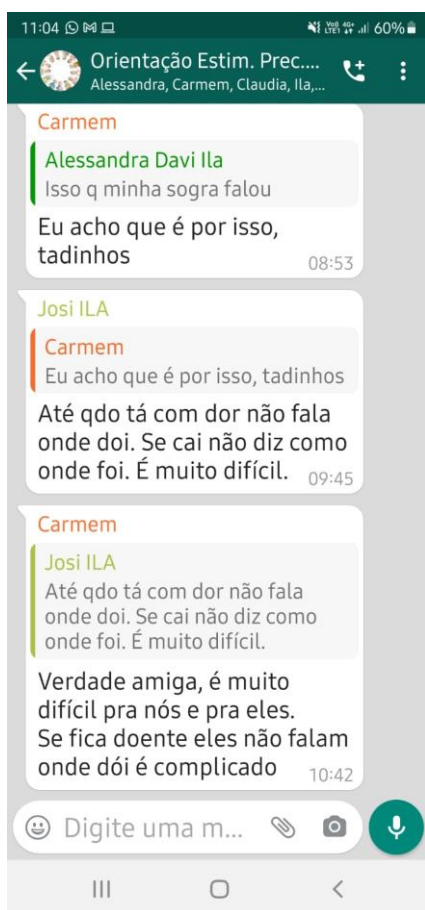 11:04 60%
Orientação Estim. Prec....
Alessandra, Carmem, Claudia, Ila,...
Carmem
Alessandra Davi Ila
Isso q minha sogra falou
Eu acho que é por isso,
tadinhos
08:53
Josi ILA
Carmem
Eu acho que é por isso, tadinhos
Até qdo tá com dor não fala
onde doi. Se cai não diz como
onde foi. É muito difícil.
09:45
Carmem
Josi ILA
Até qdo tá com dor não fala
onde doi. Se cai não diz como
onde foi. É muito difícil.
Verdade amiga, é muito
difícil pra nós e pra eles.
Se fica doente eles não falam
onde dói é complicado
10:42
Digite uma m...